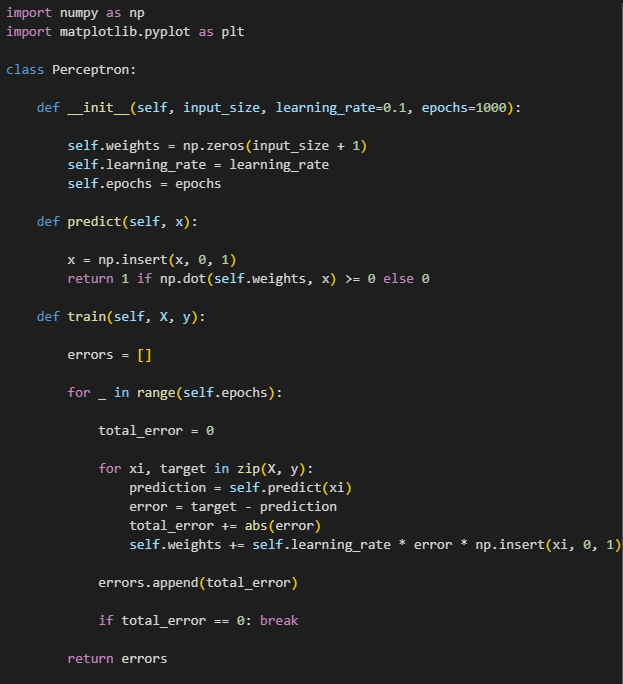 import numpy as np
import matplotlib.pyplot as plt

class Perceptron:

    def __init__(self, input_size, learning_rate=0.1, epochs=1000):

        self.weights = np.zeros(input_size + 1)
        self.learning_rate = learning_rate
        self.epochs = epochs

    def predict(self, x):

        x = np.insert(x, 0, 1)
        return 1 if np.dot(self.weights, x) >= 0 else 0

    def train(self, X, y):

        errors = []

        for _ in range(self.epochs):

            total_error = 0

            for xi, target in zip(X, y):
                prediction = self.predict(xi)
                error = target - prediction
                total_error += abs(error)
                self.weights += self.learning_rate * error * np.insert(xi, 0, 1)

            errors.append(total_error)

            if total_error == 0: break

        return errors